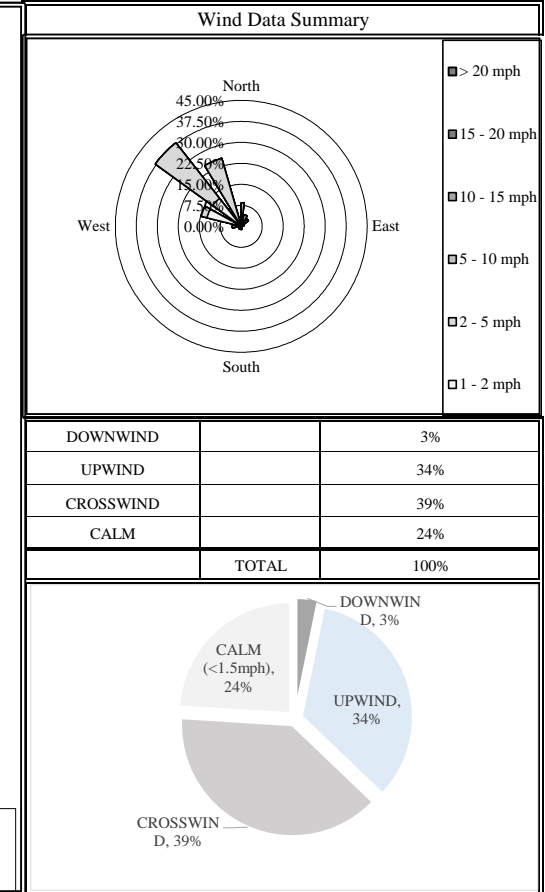 Wind Data Summary
North
45.00%
37.50%
30.00%
22.50%
15.00%
7.50%
0.00%
West
East
South
> 20 mph
15 - 20 mph
10 - 15 mph
5 - 10 mph
2 - 5 mph
1 - 2 mph
DOWNWIND 3%
UPWIND 34%
CROSSWIND 39%
CALM 24%
TOTAL 100%
DOWNWIN
D, 3%
CALM
(<1.5mph),
24%
UPWIND,
34%
CROSSWIN
D, 39%